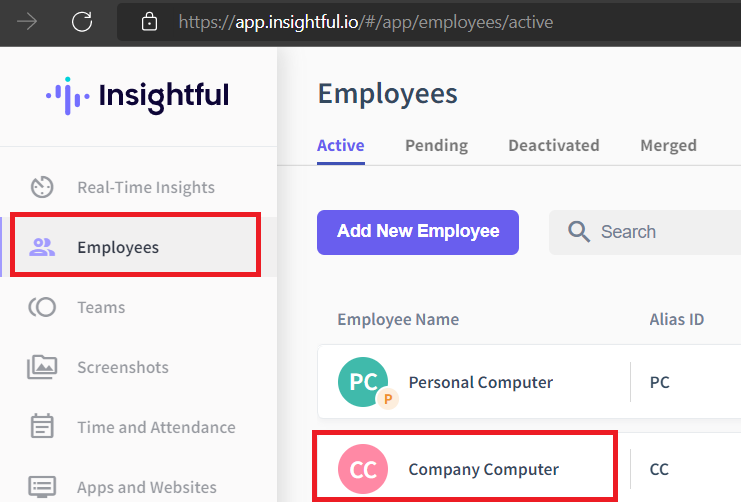 https://app.insightful.io/#/app/employees/active
Insightful
Real-Time Insights
Employees
Teams
Screenshots
Time and Attendance
Apps and Websites
Employees
Active Pending Deactivated Merged
Add New Employee Search
Employee Name Alias ID
PC P Personal Computer PC
CC Company Computer CC